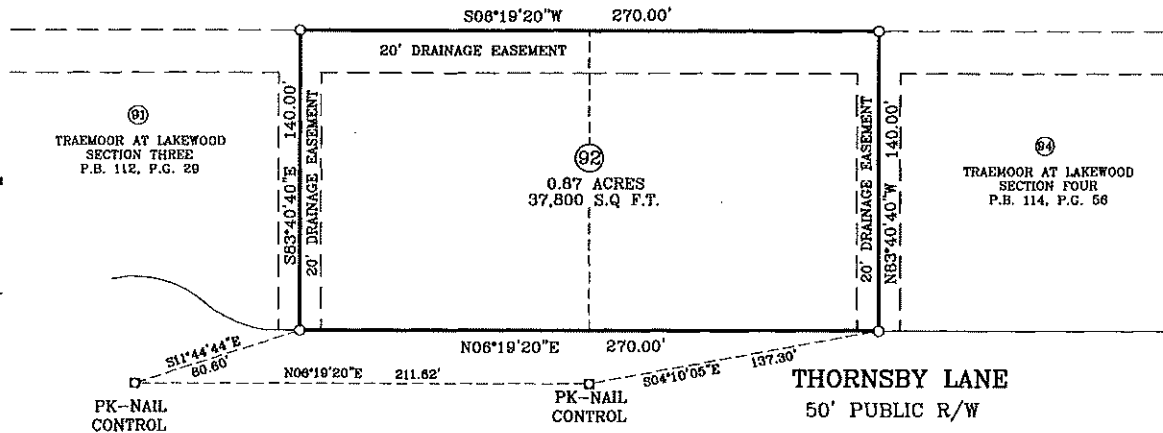 S06°19'20"W 270.00'
20' DRAINAGE EASEMENT
91
TRAEMOOR AT LAKEWOOD
SECTION THREE
P.B. 112, P.G. 29
S83°40'40"E 140.00'
20' DRAINAGE EASEMENT
92
0.87 ACRES
37,800 S.Q F.T.
20' DRAINAGE EASEMENT
N83°40'40"W 140.00'
94
TRAEMOOR AT LAKEWOOD
SECTION FOUR
P.B. 114, P.G. 56
N06°19'20"E 270.00'
S11°44'44"E
80.60'
N06°19'20"E 211.62'
S04°10'05"E 137.30'
PK-NAIL
CONTROL
PK-NAIL
CONTROL
THORNSBY LANE
50' PUBLIC R/W